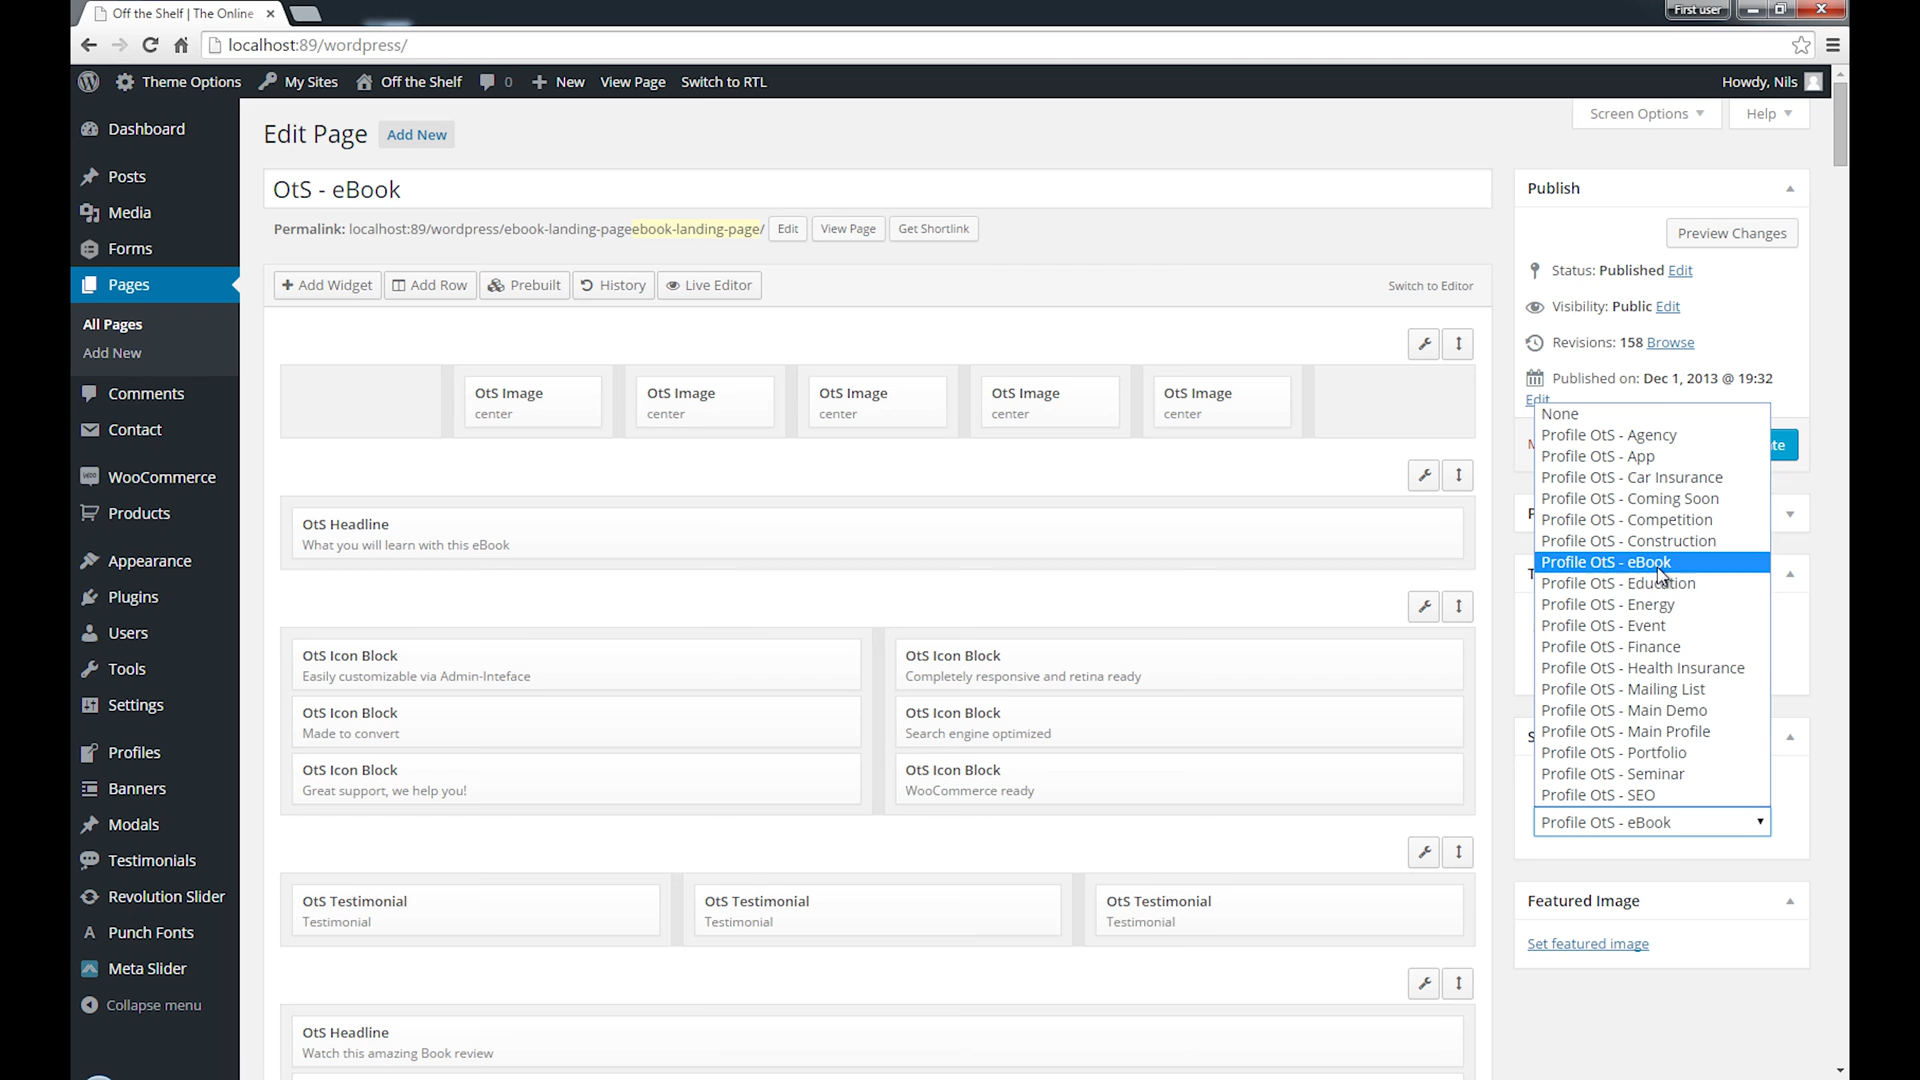 Off the Shelf | The Online
First user
localhost:89/wordpress/
Theme Options
My Sites
Off the Shelf
0
New
View Page
Switch to RTL
Howdy, Nils
Dashboard
Posts
Media
Forms
Pages
All Pages
Add New
Comments
Contact
WooCommerce
Products
Appearance
Plugins
Users
Tools
Settings
Profiles
Banners
Modals
Testimonials
Revolution Slider
Punch Fonts
Meta Slider
Collapse menu
Edit Page
Add New
Screen Options
Help
OtS - eBook
Permalink: localhost:89/wordpress/ebook-landing-pageebook-landing-page/
Edit
View Page
Get Shortlink
Add Widget
Add Row
Prebuilt
History
Live Editor
Switch to Editor
OtS Image
center
OtS Image
center
OtS Image
center
OtS Image
center
OtS Image
center
OtS Headline
What you will learn with this eBook
OtS Icon Block
Easily customizable via Admin-Inteface
OtS Icon Block
Completely responsive and retina ready
OtS Icon Block
Made to convert
OtS Icon Block
Search engine optimized
OtS Icon Block
Great support, we help you!
OtS Icon Block
WooCommerce ready
OtS Testimonial
Testimonial
OtS Testimonial
Testimonial
OtS Testimonial
Testimonial
OtS Headline
Watch this amazing Book review
Publish
Preview Changes
Status: Published Edit
Visibility: Public Edit
Revisions: 158 Browse
Published on: Dec 1, 2013 @ 19:32
Edit
None
Profile OtS - Agency
Profile OtS - App
Profile OtS - Car Insurance
Profile OtS - Coming Soon
Profile OtS - Competition
Profile OtS - Construction
Profile OtS - eBook
Profile OtS - Education
Profile OtS - Energy
Profile OtS - Event
Profile OtS - Finance
Profile OtS - Health Insurance
Profile OtS - Mailing List
Profile OtS - Main Demo
Profile OtS - Main Profile
Profile OtS - Portfolio
Profile OtS - Seminar
Profile OtS - SEO
Profile OtS - eBook
Featured Image
Set featured image